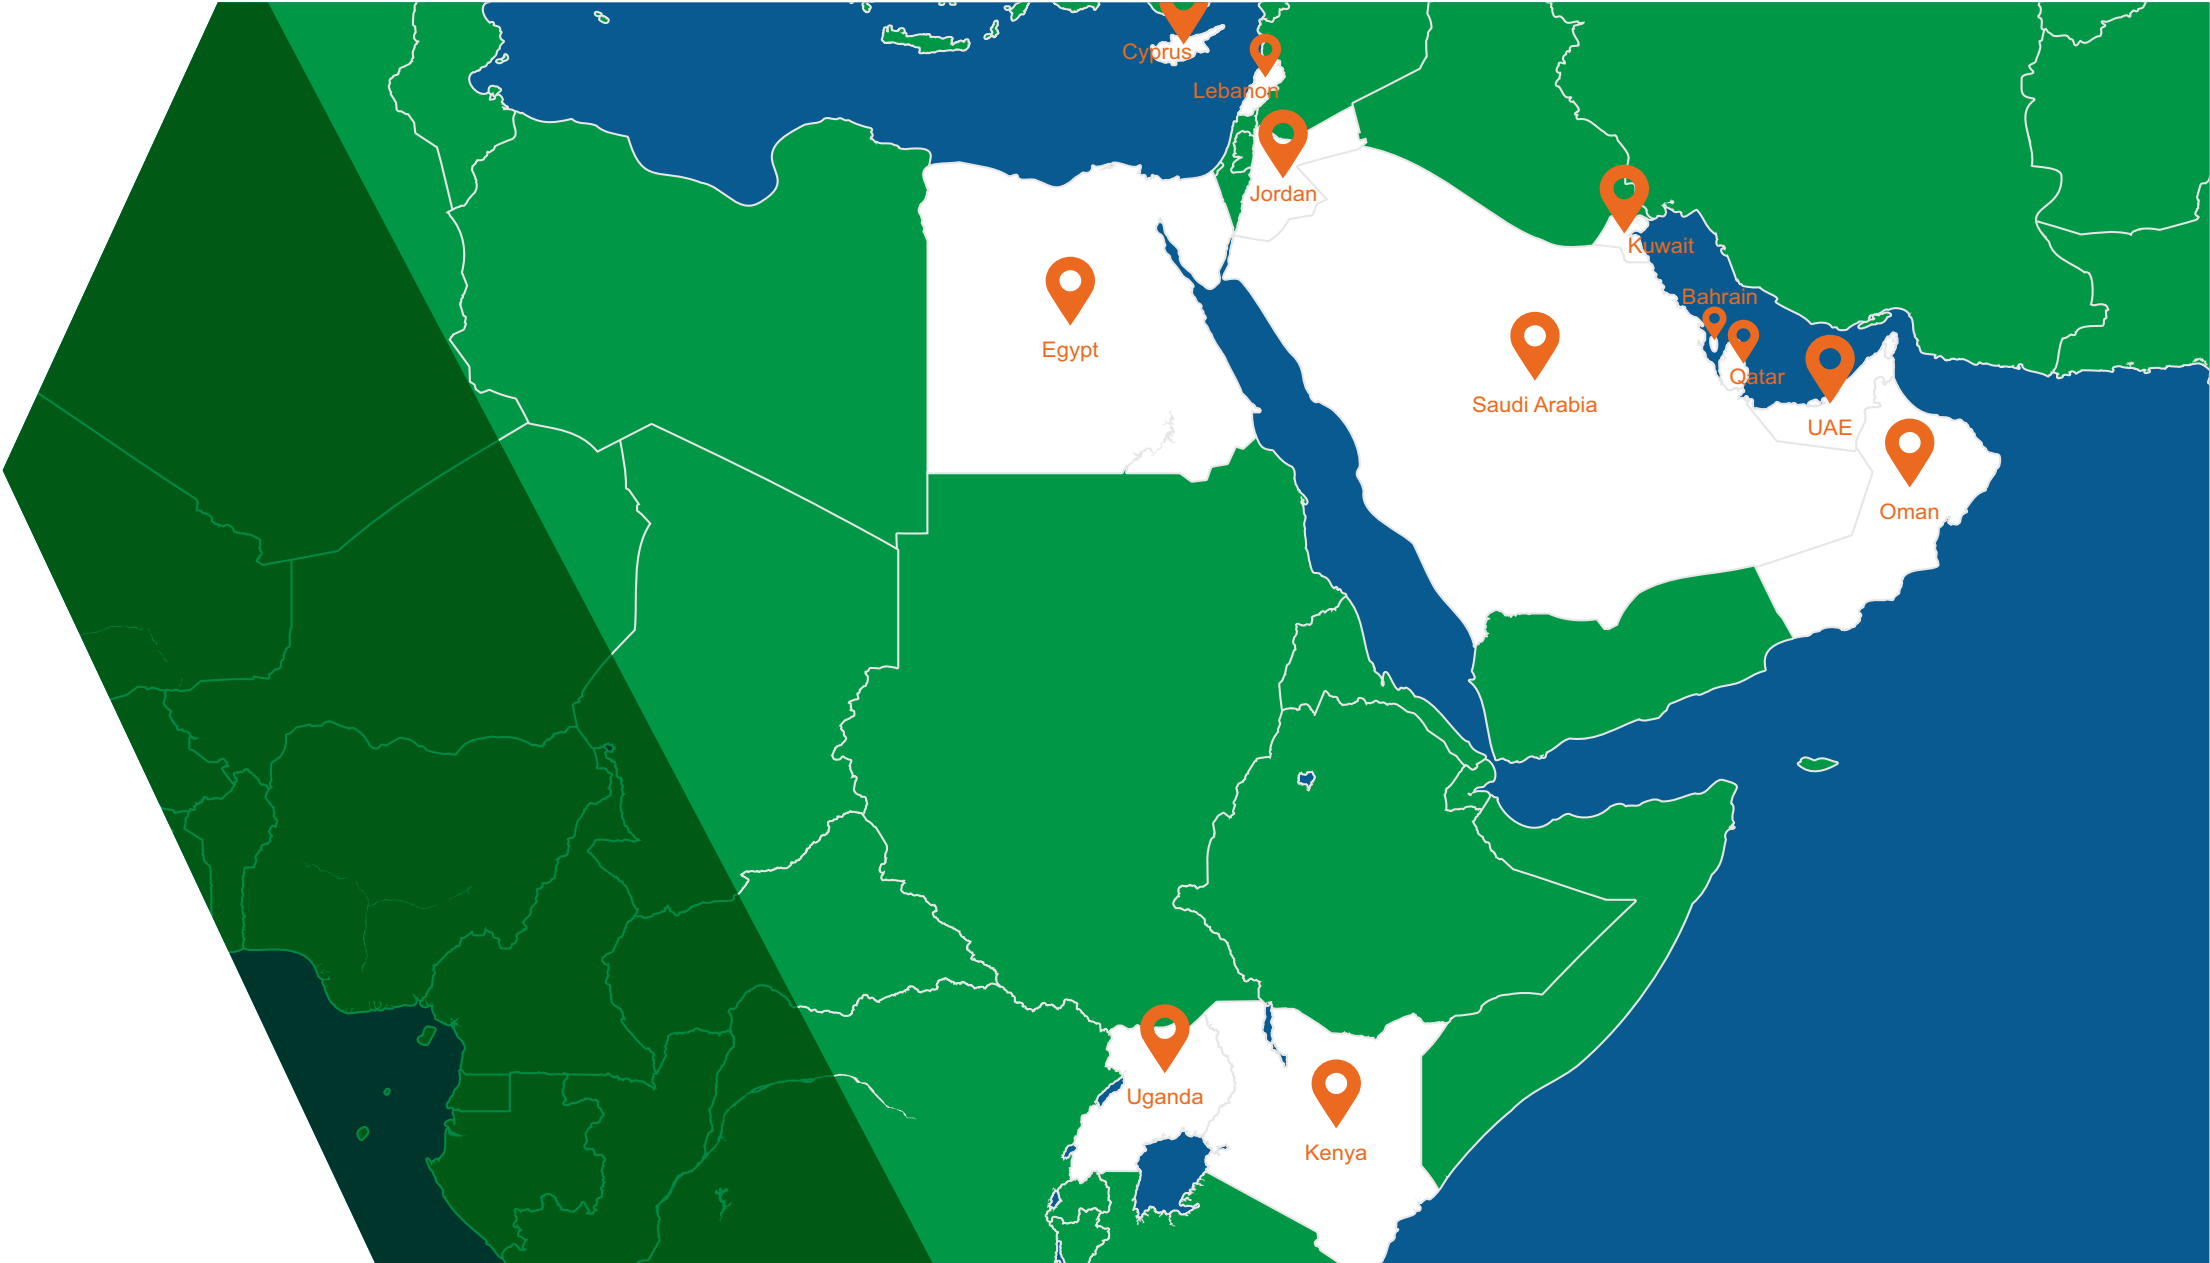 Cyprus
Lebanon
Jordan
Kuwait
Bahrain
Egypt
Qatar
Saudi Arabia
UAE
Oman
Uganda
Kenya